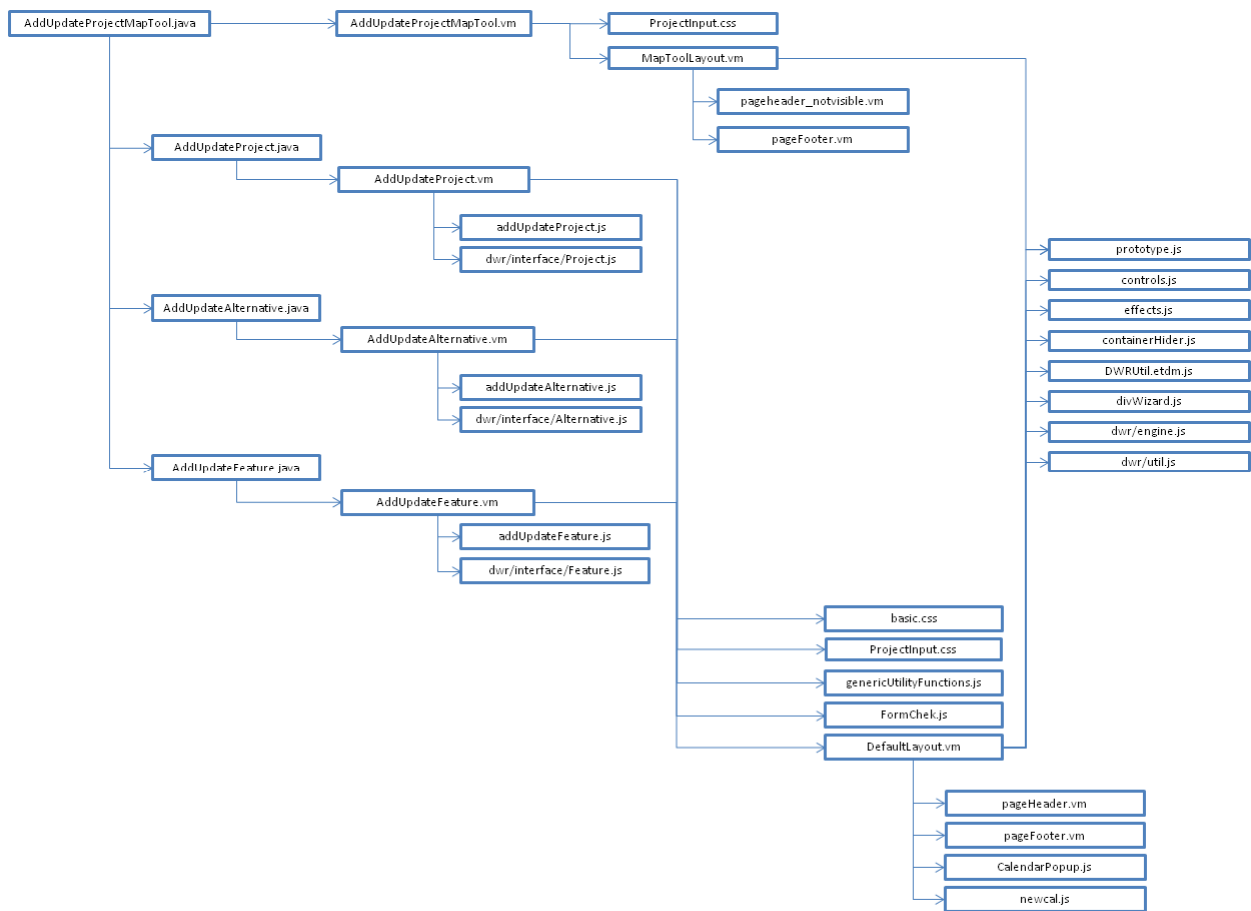 AddUpdateProjectMapTool.java
AddUpdateProjectMapTool.vm
ProjectInput.css
MapToolLayout.vm
pageheader_notvisible.vm
pageFooter.vm
AddUpdateProject.java
AddUpdateProject.vm
addUpdateProject.js
dwr/interface/Project.js
AddUpdateAlternative.java
AddUpdateAlternative.vm
addUpdateAlternative.js
dwr/interface/Alternative.js
AddUpdateFeature.java
AddUpdateFeature.vm
addUpdateFeature.js
dwr/interface/Feature.js
prototype.js
controls.js
effects.js
containerHider.js
DWRUtil.etdm.js
divWizard.js
dwr/engine.js
dwr/util.js
basic.css
ProjectInput.css
genericUtilityFunctions.js
FormChek.js
DefaultLayout.vm
pageHeader.vm
pageFooter.vm
CalendarPopup.js
newcal.js